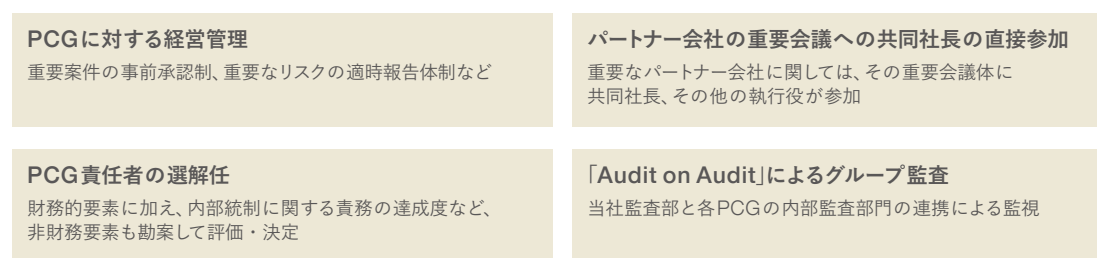 PCGに対する経営管理
重要案件の事前承認制、重要なリスクの適時報告体制など
パートナー会社の重要会議への共同社長の直接参加
重要なパートナー会社に関しては、その重要会議体に
共同社長、その他の執行役が参加
PCG責任者の選解任
財務的要素に加え、内部統制に関する責務の達成度など、
非財務要素も勘案して評価・決定
「Audit on Audit」によるグループ監査
当社監査部と各PCGの内部監査部門の連携による監視